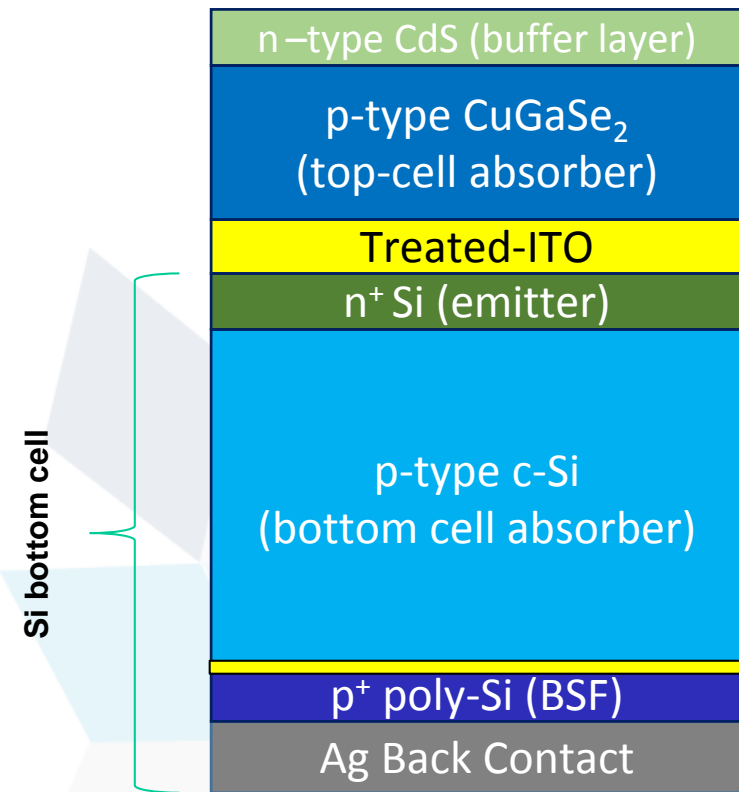 n –type CdS (buffer layer)
p-type CuGaSe₂
(top-cell absorber)
Treated-ITO
n⁺ Si (emitter)
Si bottom cell
p-type c-Si
(bottom cell absorber)
p⁺ poly-Si (BSF)
Ag Back Contact